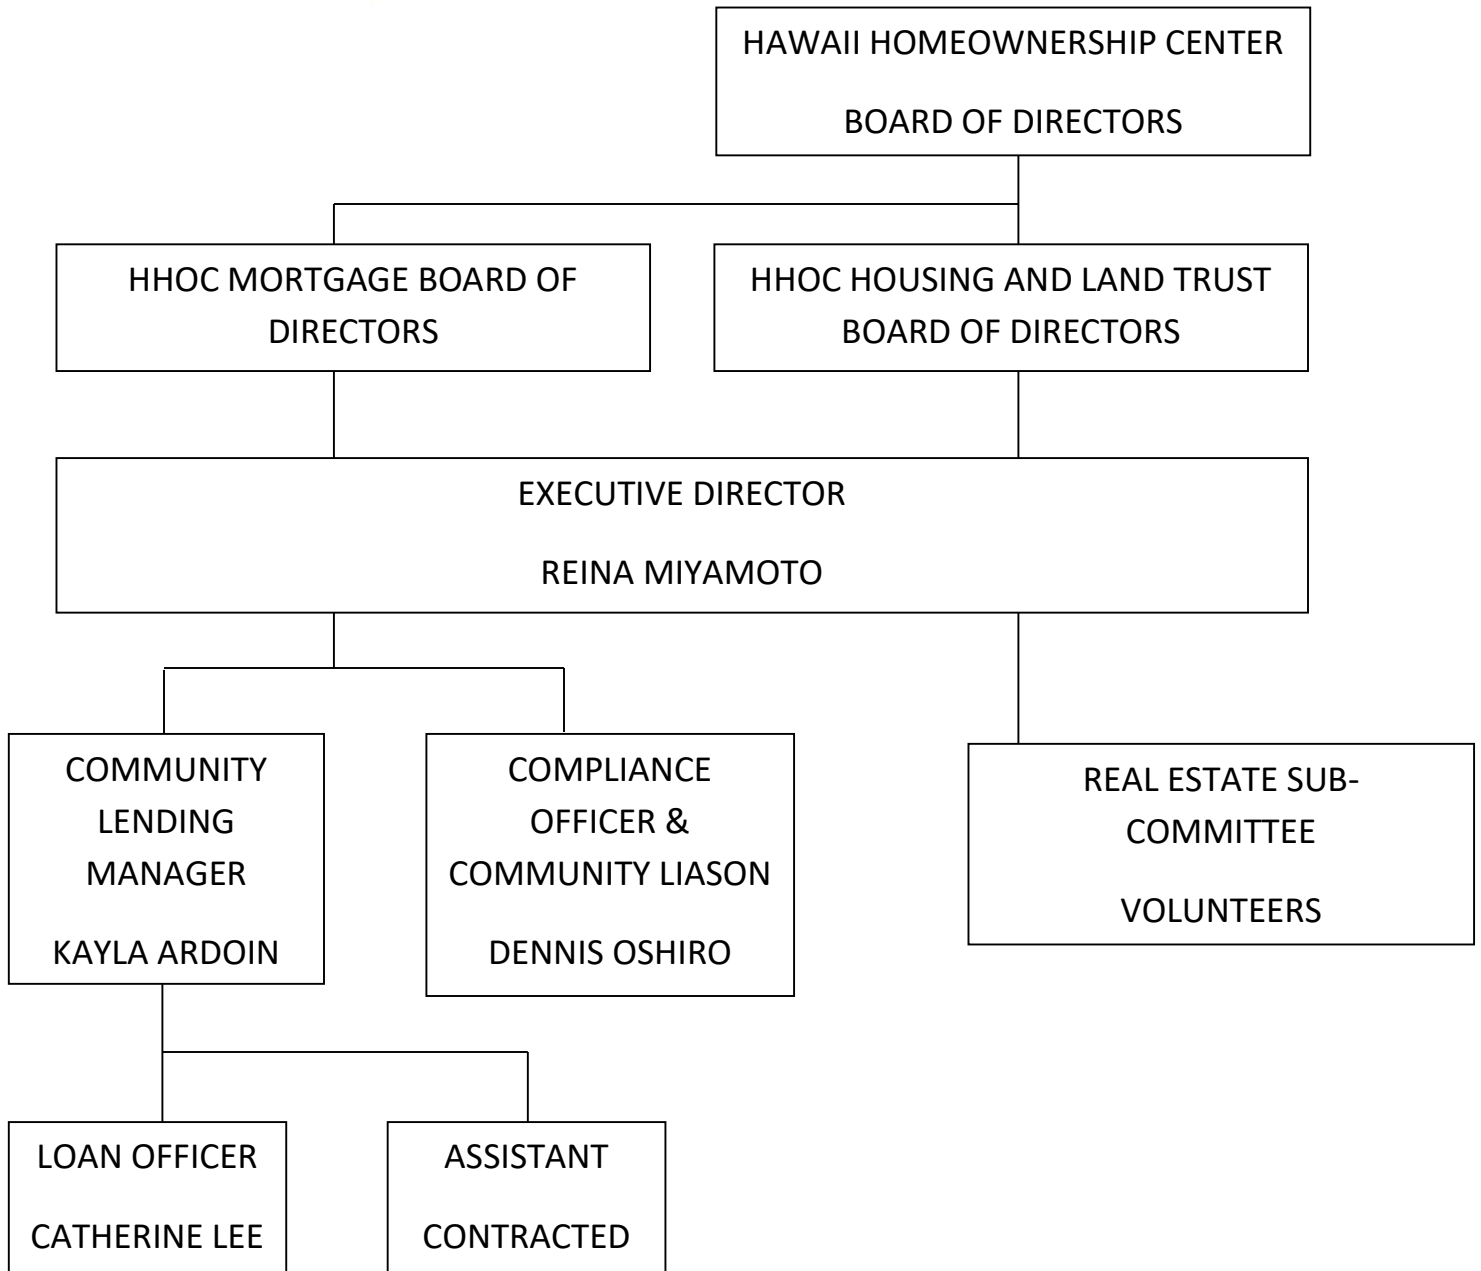 HAWAII HOMEOWNERSHIP CENTER
BOARD OF DIRECTORS
HHOC MORTGAGE BOARD OF
DIRECTORS
HHOC HOUSING AND LAND TRUST
BOARD OF DIRECTORS
EXECUTIVE DIRECTOR
REINA MIYAMOTO
COMMUNITY
LENDING
MANAGER
KAYLA ARDOIN
COMPLIANCE
OFFICER &
COMMUNITY LIASON
DENNIS OSHIRO
REAL ESTATE SUB-
COMMITTEE
VOLUNTEERS
LOAN OFFICER
CATHERINE LEE
ASSISTANT
CONTRACTED